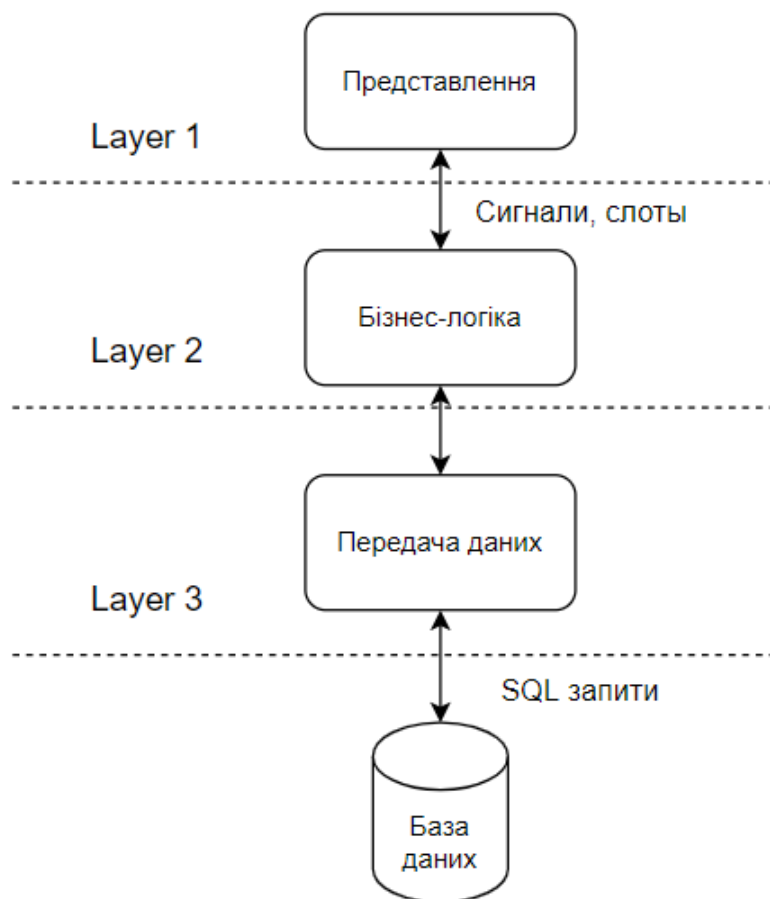 Представлення
Layer 1
Сигнали, слоты
Бізнес-логіка
Layer 2
Передача даних
Layer 3
SQL запити
База
даних